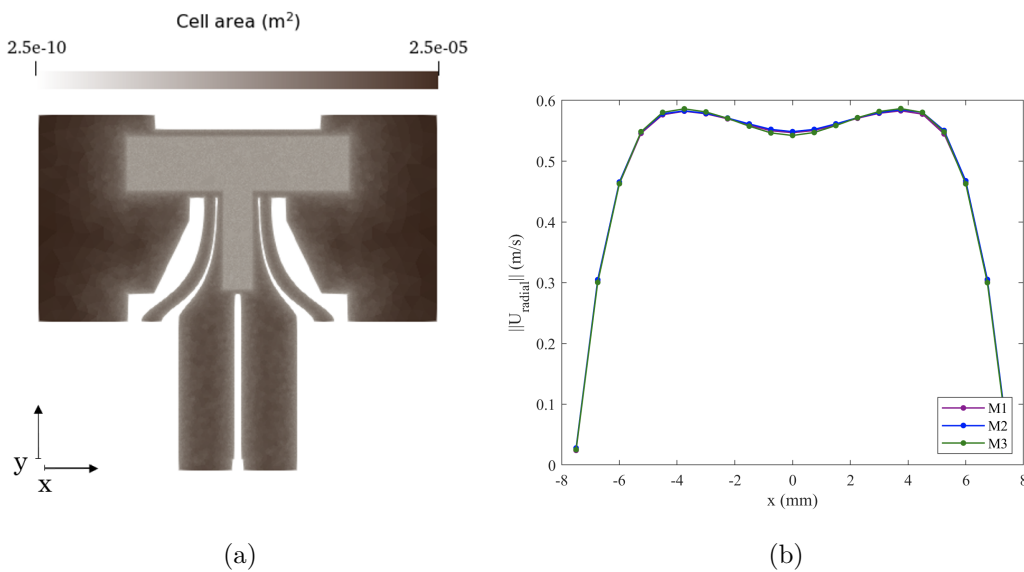 Cell area (m²)
2.5e-10 2.5e-05
y
x
(a)
0.6
0.5
0.4
0.3
0.2
0.1
0
||U_radial|| (m/s)
-8 -6 -4 -2 0 2 4 6 8
x (mm)
M1
M2
M3
(b)